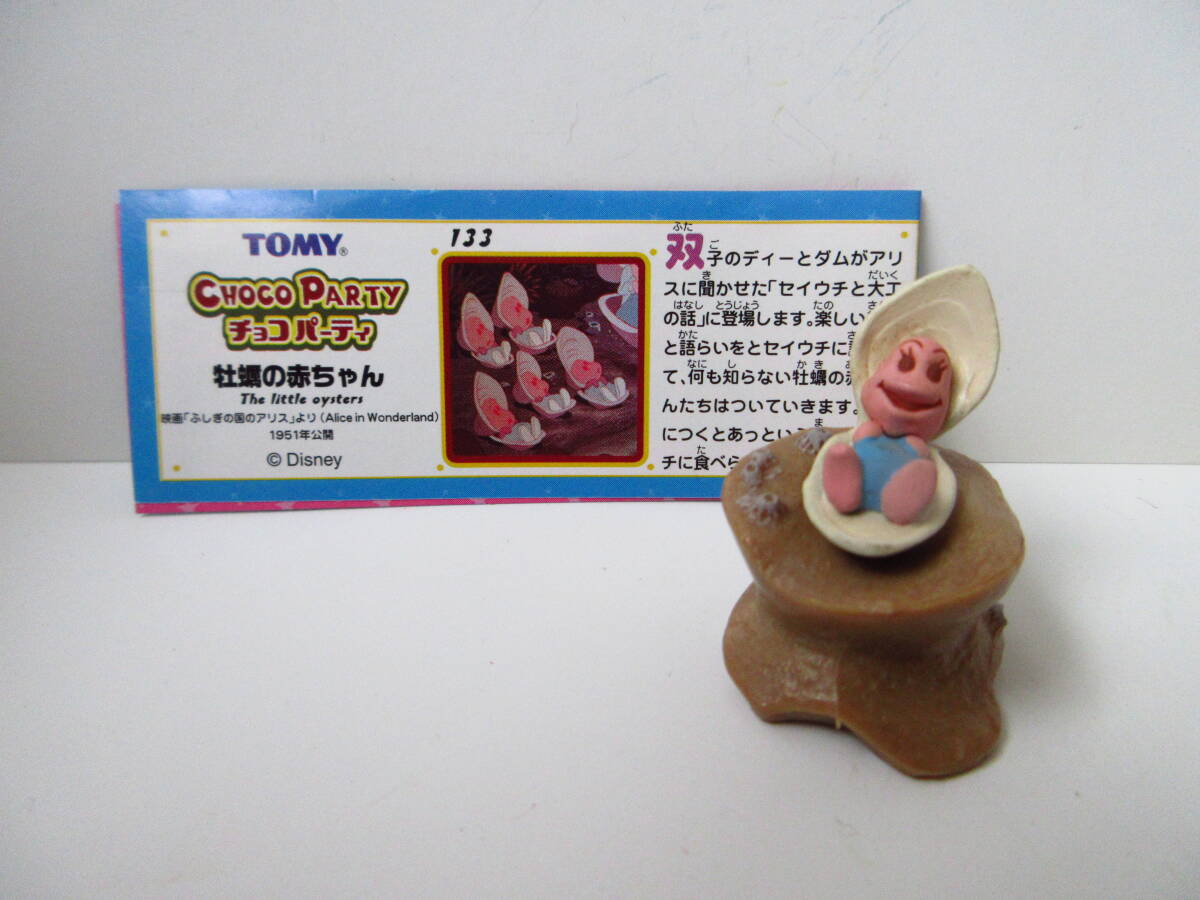 TOMY®
CHOCO PARTY
チョコパーティ
牡蠣の赤ちゃん
The little oysters
映画「ふしぎの国のアリス」より (Alice in Wonderland)
1951年公開
© Disney
133
双子のディーとダムがアリ
スに聞かせた「セイウチと大工
の話」に登場します。楽しい
と語らいをとセイウチに
て、何も知らない牡蠣の赤
んたちはついていきます。
につくとあっという
チに食べら